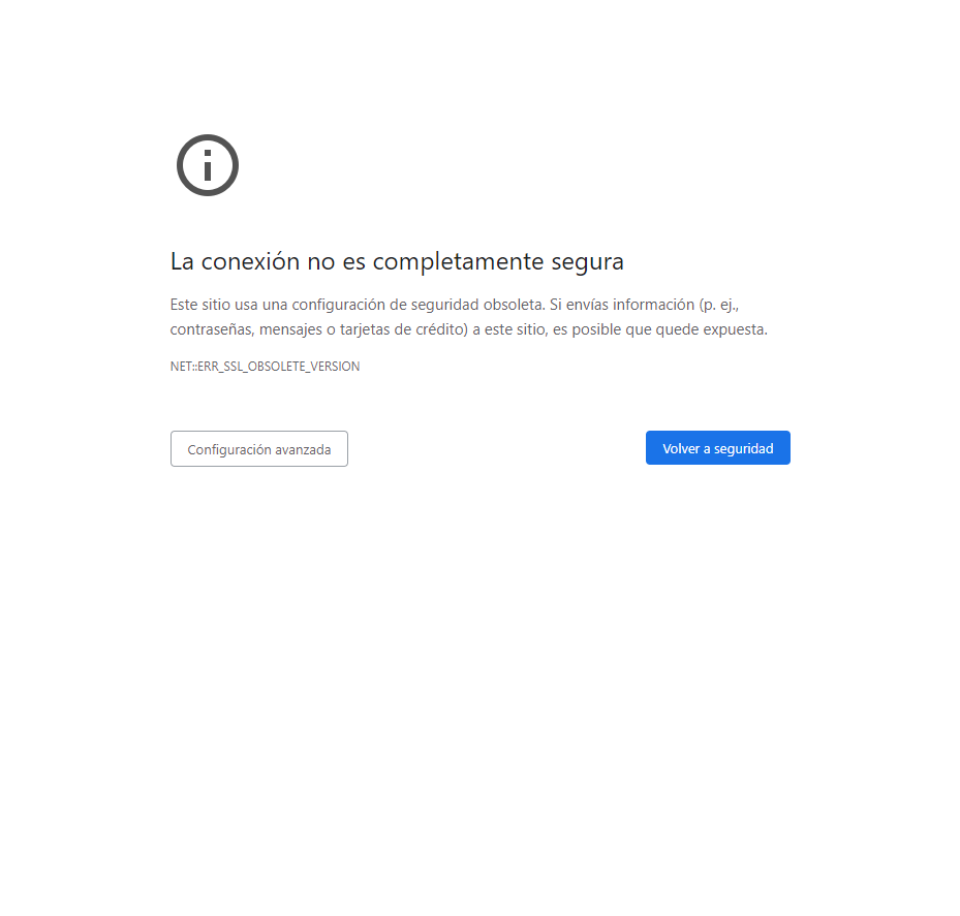 La conexión no es completamente segura
Este sitio usa una configuración de seguridad obsoleta. Si envías información (p. ej.,
contraseñas, mensajes o tarjetas de crédito) a este sitio, es posible que quede expuesta.
NET::ERR_SSL_OBSOLETE_VERSION
Configuración avanzada
Volver a seguridad